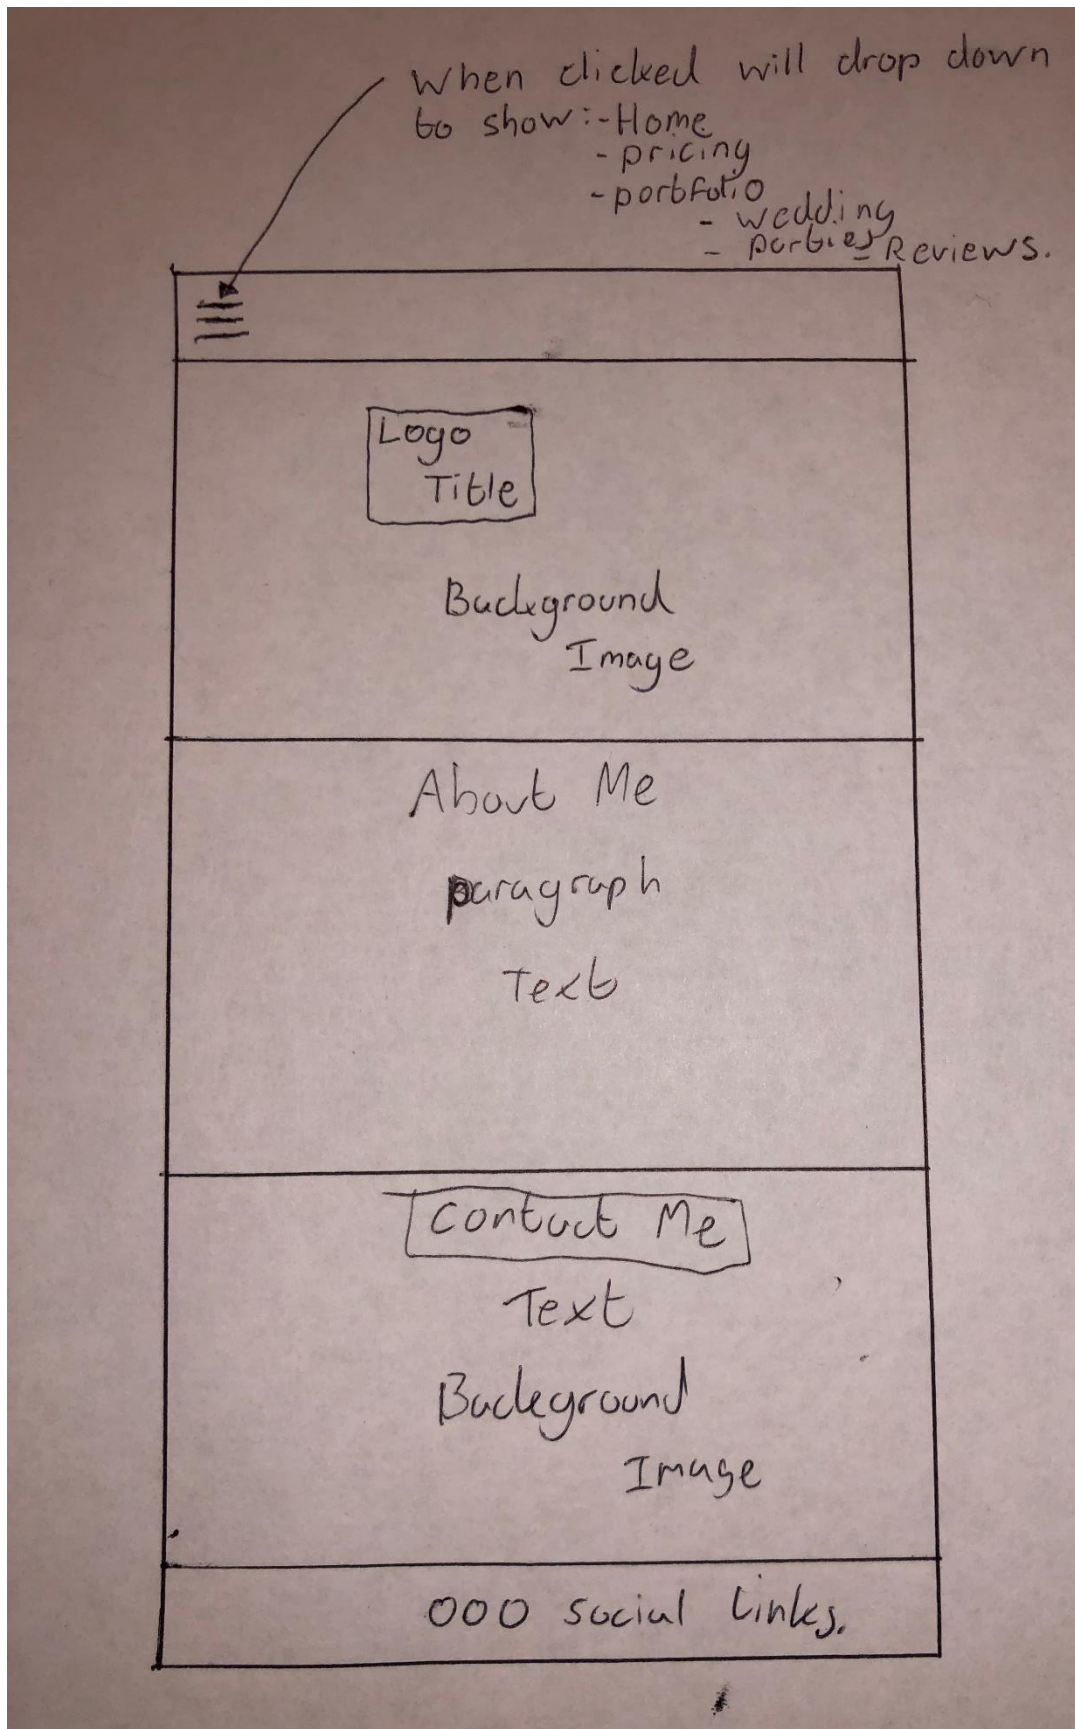 When clicked will drop down
to show:- Home
- pricing
- portfolio
- wedding
- parties
- Reviews.
Logo
Title
Background
Image
About Me
paragraph
Text
Contact Me
Text
Background
Image
000 social links.